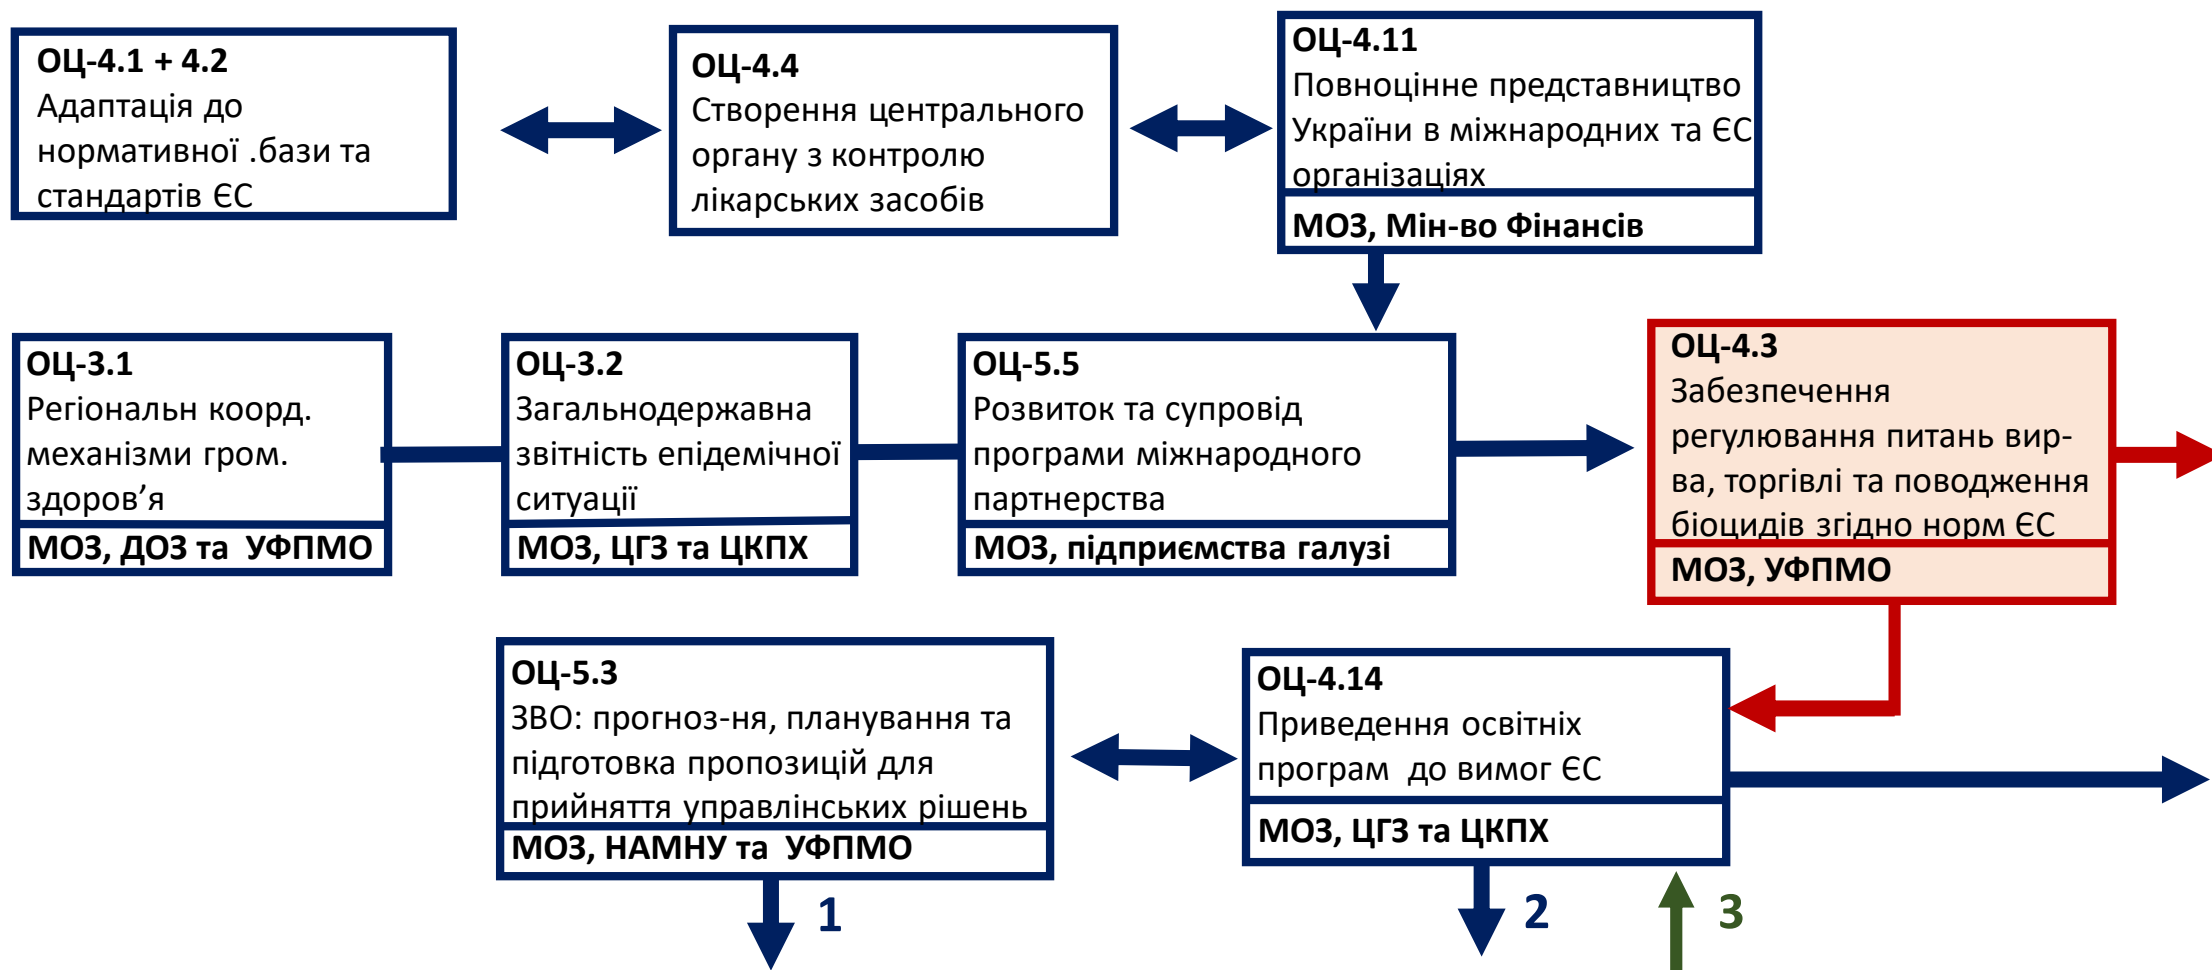 ОЦ-4.1 + 4.2
Адаптація до
нормативної .бази та
стандартів ЄС
ОЦ-4.4
Створення центрального
органу з контролю
лікарських засобів
ОЦ-4.11
Повноцінне представництво
України в міжнародних та ЄС
організаціях
МОЗ, Мін-во Фінансів
ОЦ-3.1
Регіональн коорд.
механізми гром.
здоров’я
МОЗ, ДОЗ та УФПМО
ОЦ-3.2
Загальнодержавна
звітність епідемічної
ситуації
МОЗ, ЦГЗ та ЦКПХ
ОЦ-5.5
Розвиток та супровід
програми міжнародного
партнерства
МОЗ, підприємства галузі
ОЦ-4.3
Забезпечення
регулювання питань вир-
ва, торгівлі та поводження
біоцидів згідно норм ЄС
МОЗ, УФПМО
ОЦ-5.3
ЗВО: прогноз-ня, планування та
підготовка пропозицій для
прийняття управлінських рішень
МОЗ, НАМНУ та УФПМО
ОЦ-4.14
Приведення освітніх
програм до вимог ЄС
МОЗ, ЦГЗ та ЦКПХ
1
2
3